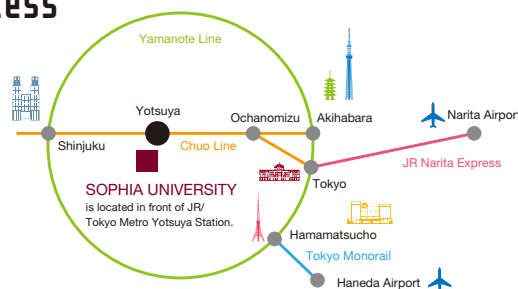 Yamanote Line
Yotsuya
Ochanomizu
Akihabara
Narita Airport
Shinjuku
Chuo Line
JR Narita Express
Tokyo
SOPHIA UNIVERSITY
is located in front of JR/
Tokyo Metro Yotsuya Station.
Hamamatsucho
Tokyo Monorail
Haneda Airport